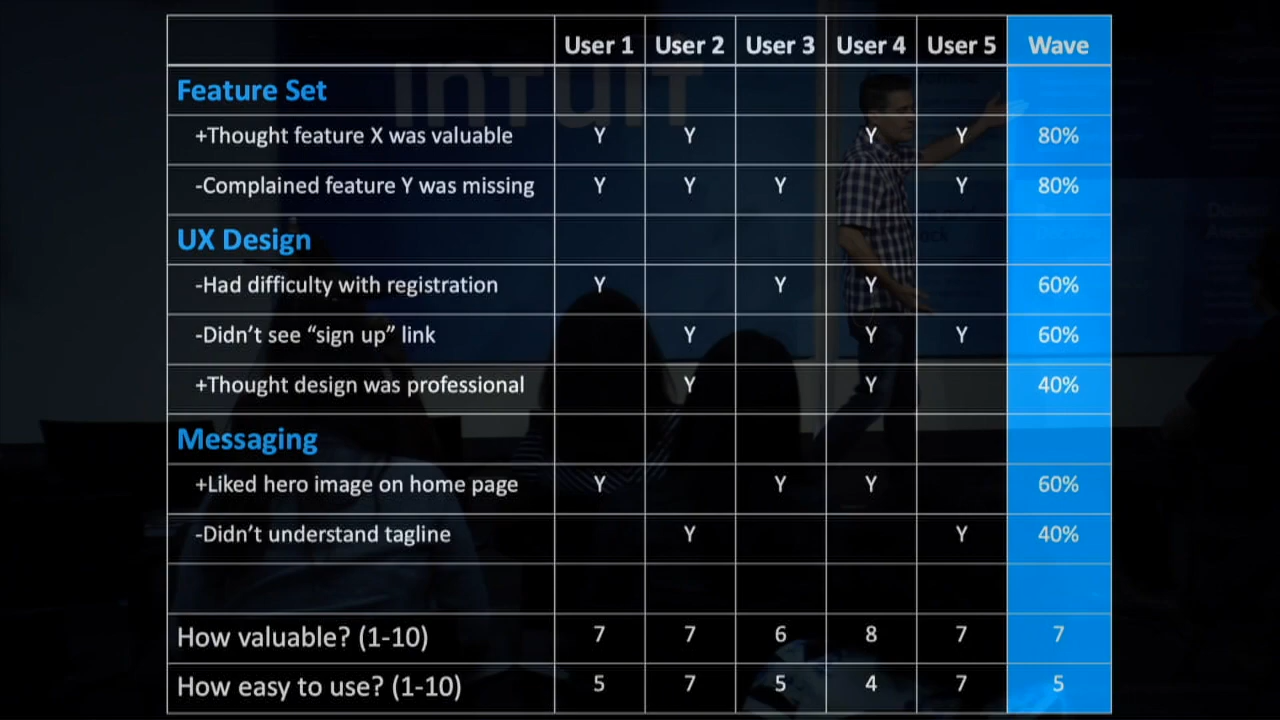 User 1 User 2 User 3 User 4 User 5 Wave
Feature Set
+Thought feature X was valuable Y Y Y Y 80%
-Complained feature Y was missing Y Y Y Y 80%
UX Design
-Had difficulty with registration Y Y Y 60%
-Didn’t see “sign up” link Y Y Y 60%
+Thought design was professional Y Y 40%
Messaging
+Liked hero image on home page Y Y Y 60%
-Didn’t understand tagline Y Y 40%
How valuable? (1-10) 7 7 6 8 7 7
How easy to use? (1-10) 5 7 5 4 7 5
INTUIT